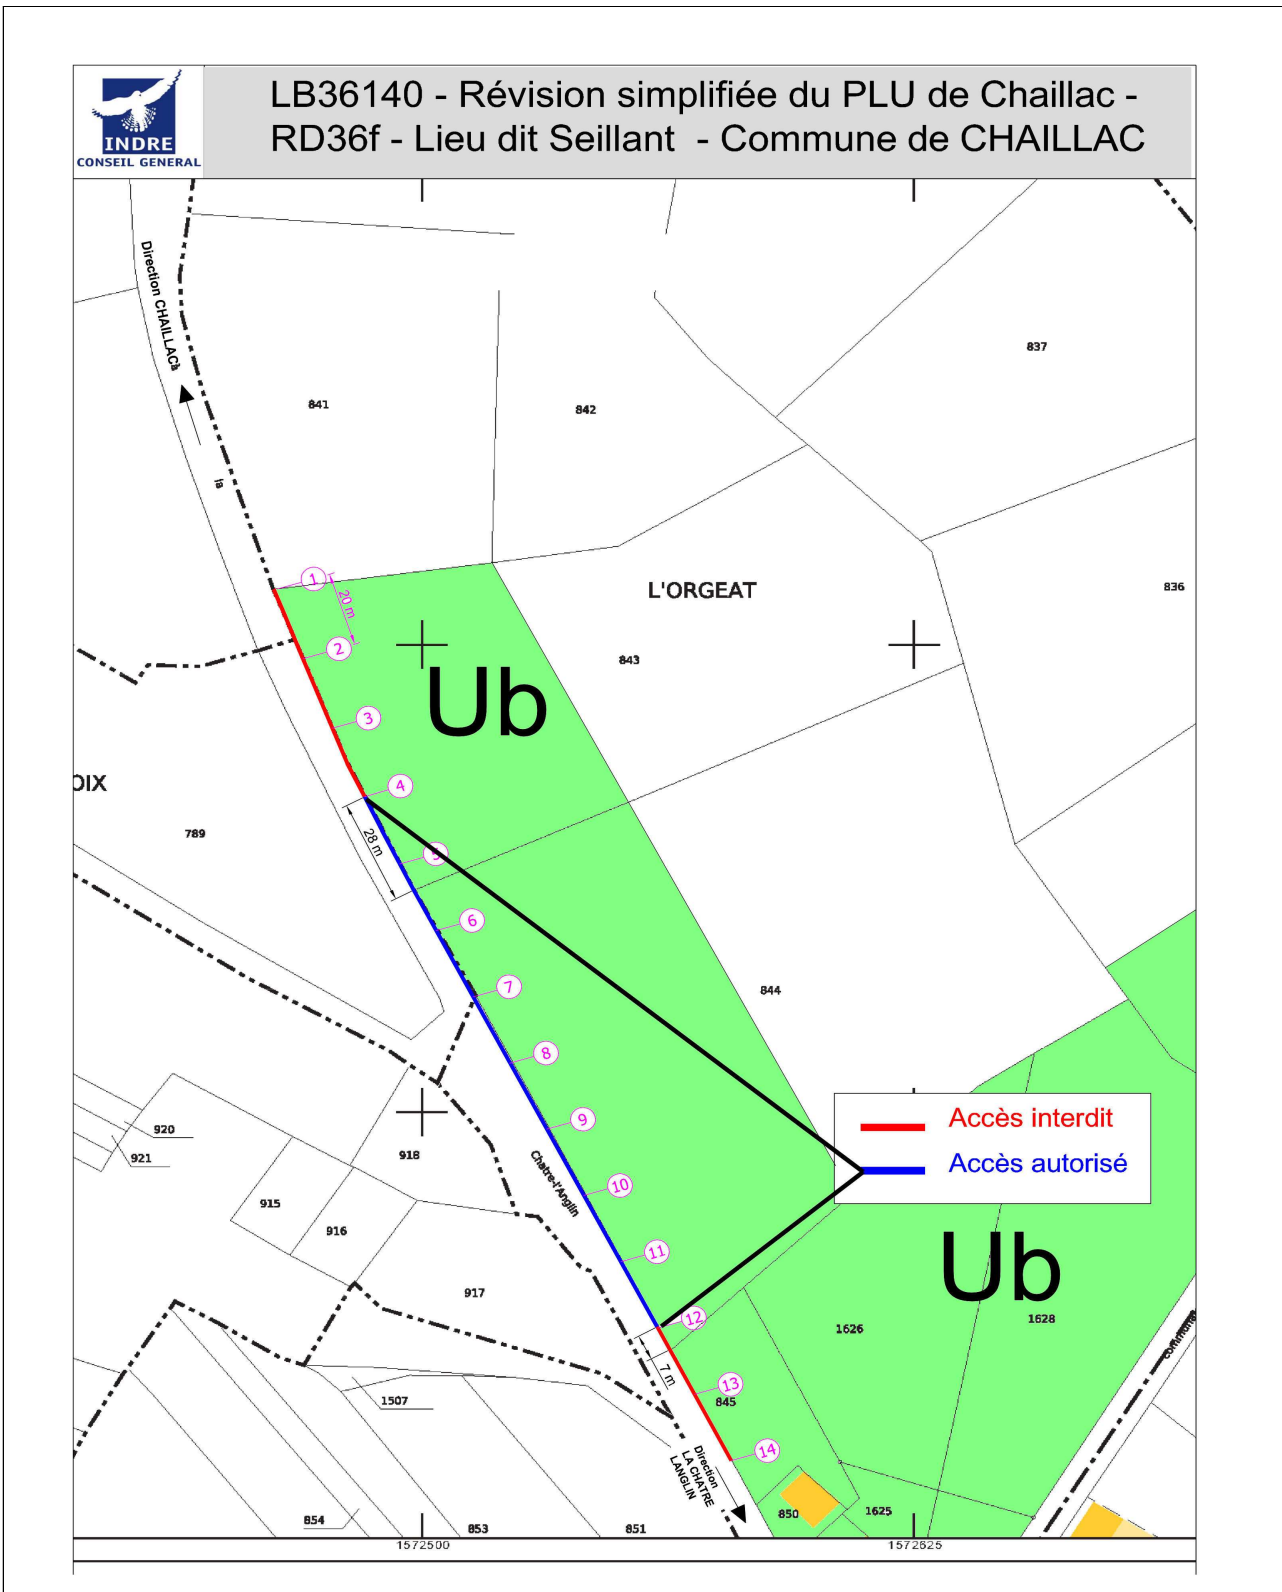 LB36140 - Révision simplifiée du PLU de Chaillac -
RD36f - Lieu dit Seillant - Commune de CHAILLAC
INDRE
CONSEIL GENERAL
Direction CHAILLAC
à
la
837
841
842
836
L'ORGEAT
1
20 m
2
843
Ub
3
OIX
4
789
28 m
5
6
7
844
8
9
920
921
918
Accès interdit
Accès autorisé
Chatre-l'Anglin
10
915
916
11
Ub
917
12
1626
1628
7 m
13
845
1507
14
Direction
LA CHATRE
LANGLIN
850
1625
854
853
851
1572500
1572625